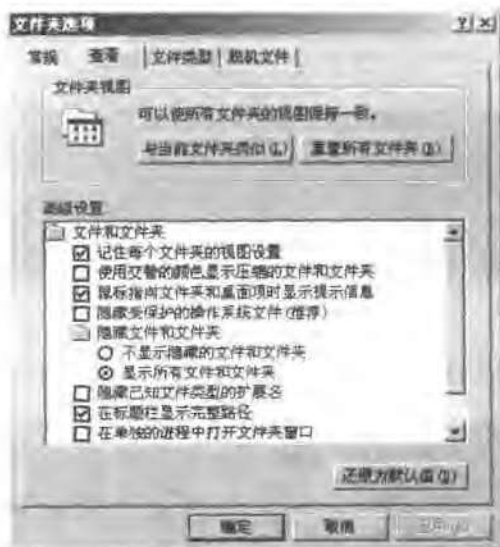 文件夹选项
常规 查看 文件类型 脱机文件
文件夹视图
可以使所有文件夹的视图保持一致。
与当前文件夹类似(L) 重置所有文件夹(R)
高级设置:
文件和文件夹
记住每个文件夹的视图设置
使用交替的颜色显示压缩的文件和文件夹
鼠标指向文件夹和桌面项时显示提示信息
隐藏受保护的操作系统文件(推荐)
隐藏文件和文件夹
不显示隐藏的文件和文件夹
显示所有文件和文件夹
隐藏已知文件类型的扩展名
在标题栏显示完整路径
在单独的进程中打开文件夹窗口
还原为默认值(D)
确定 取消